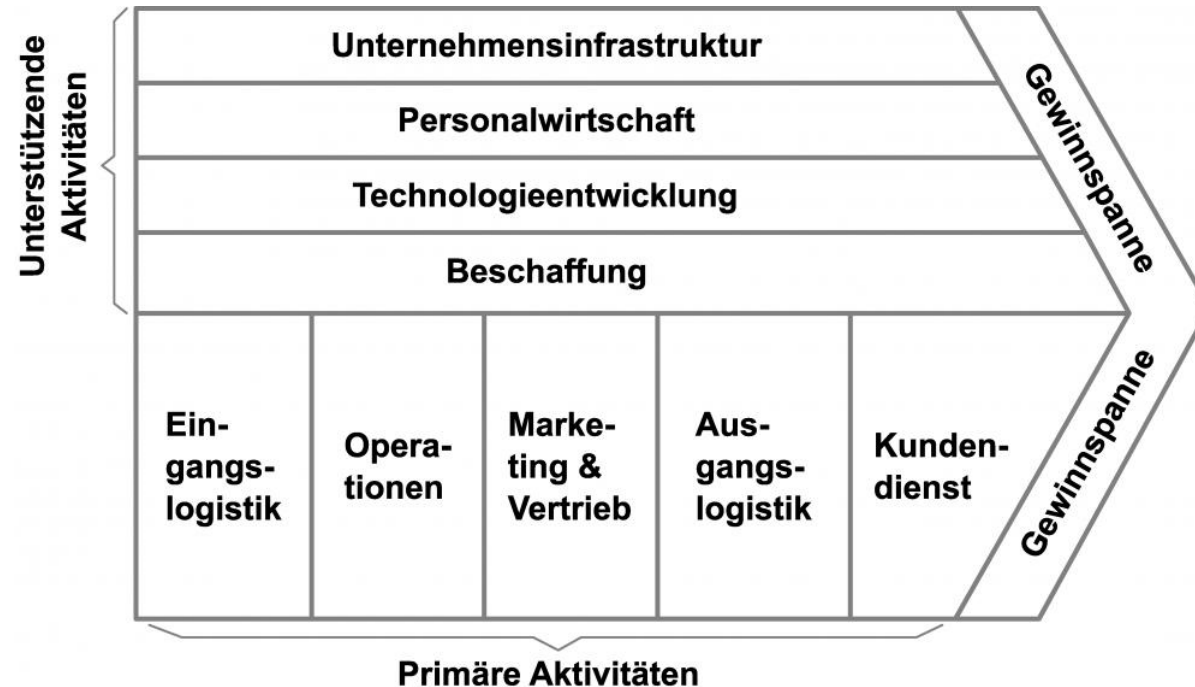 Unterstützende
Aktivitäten
Unternehmensinfrastruktur
Personalwirtschaft
Technologieentwicklung
Beschaffung
Gewinnspanne
Ein-
gangs-
logistik
Opera-
tionen
Marke-
ting &
Vertrieb
Aus-
gangs-
logistik
Kunden-
dienst
Gewinnspanne
Primäre Aktivitäten